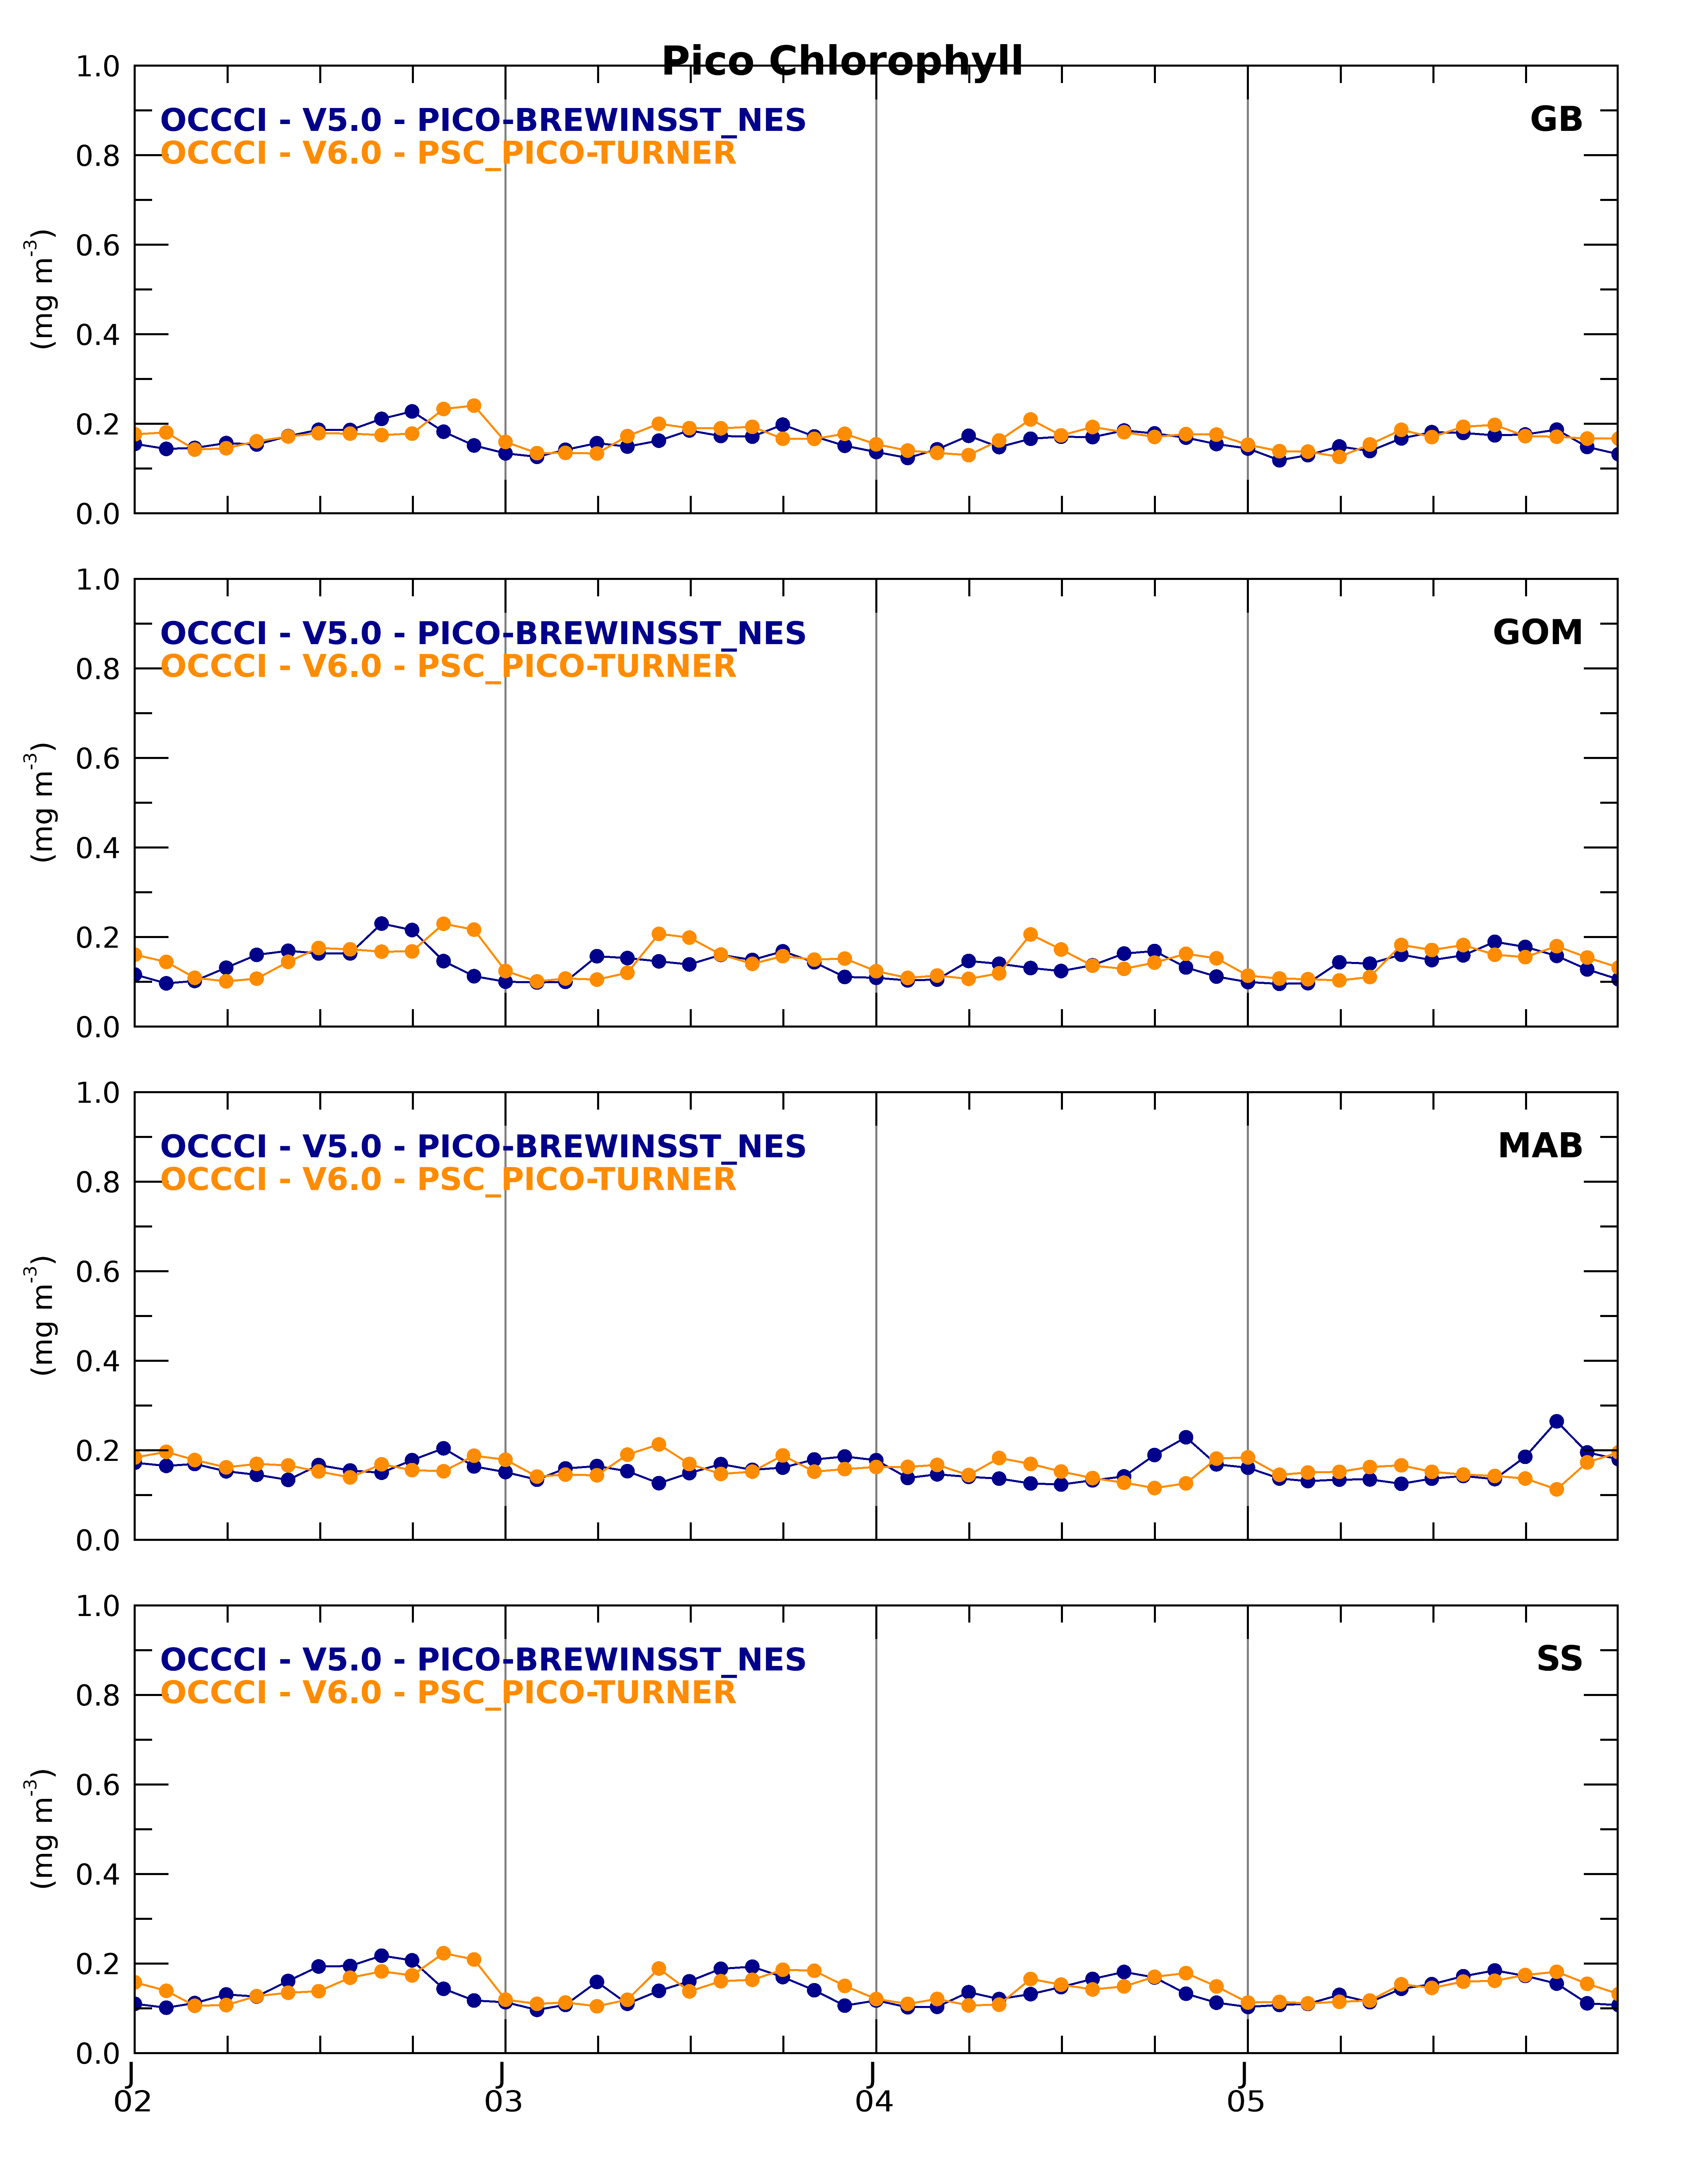 Pico Chlorophyll
1.0
OCCCI - V5.0 - PICO-BREWINSST_NES
GB
OCCCI - V6.0 - PSC_PICO-TURNER
0.8
0.6
(mg m-3)
0.4
0.2
0.0
1.0
OCCCI - V5.0 - PICO-BREWINSST_NES
GOM
OCCCI - V6.0 - PSC_PICO-TURNER
0.8
0.6
(mg m-3)
0.4
0.2
0.0
1.0
OCCCI - V5.0 - PICO-BREWINSST_NES
MAB
OCCCI - V6.0 - PSC_PICO-TURNER
0.8
0.6
(mg m-3)
0.4
0.2
0.0
1.0
OCCCI - V5.0 - PICO-BREWINSST_NES
SS
OCCCI - V6.0 - PSC_PICO-TURNER
0.8
0.6
(mg m-3)
0.4
0.2
0.0
J J J J
02 03 04 05